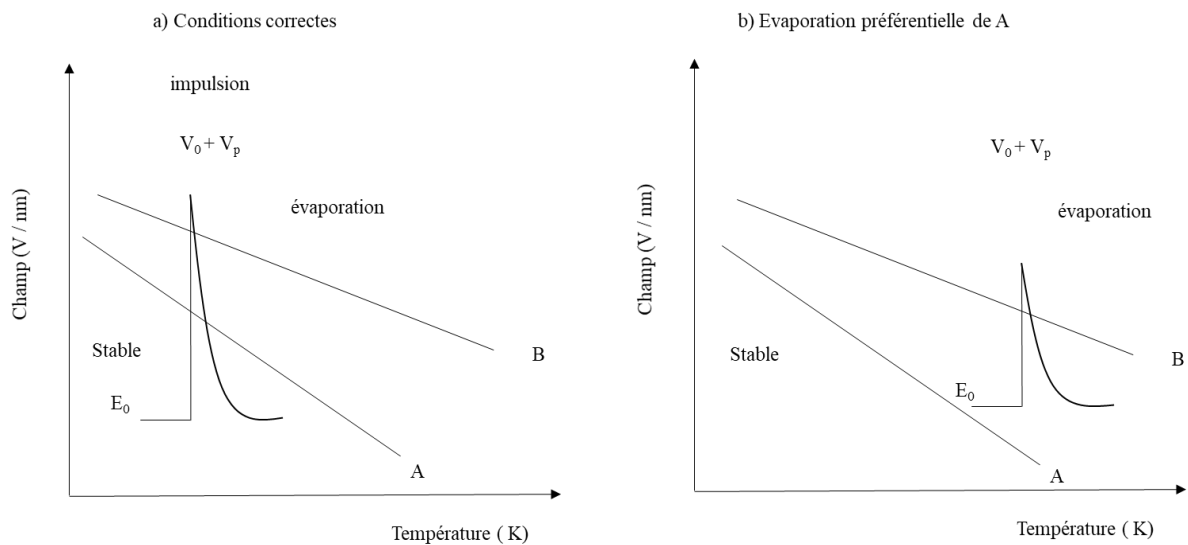 a) Conditions correctes
impulsion
V₀ + Vₚ
évaporation
Champ (V / nm)
Stable
E₀
B
A
Température ( K)
b) Evaporation préférentielle de A
V₀ + Vₚ
évaporation
Champ (V / nm)
Stable
E₀
B
A
Température ( K)